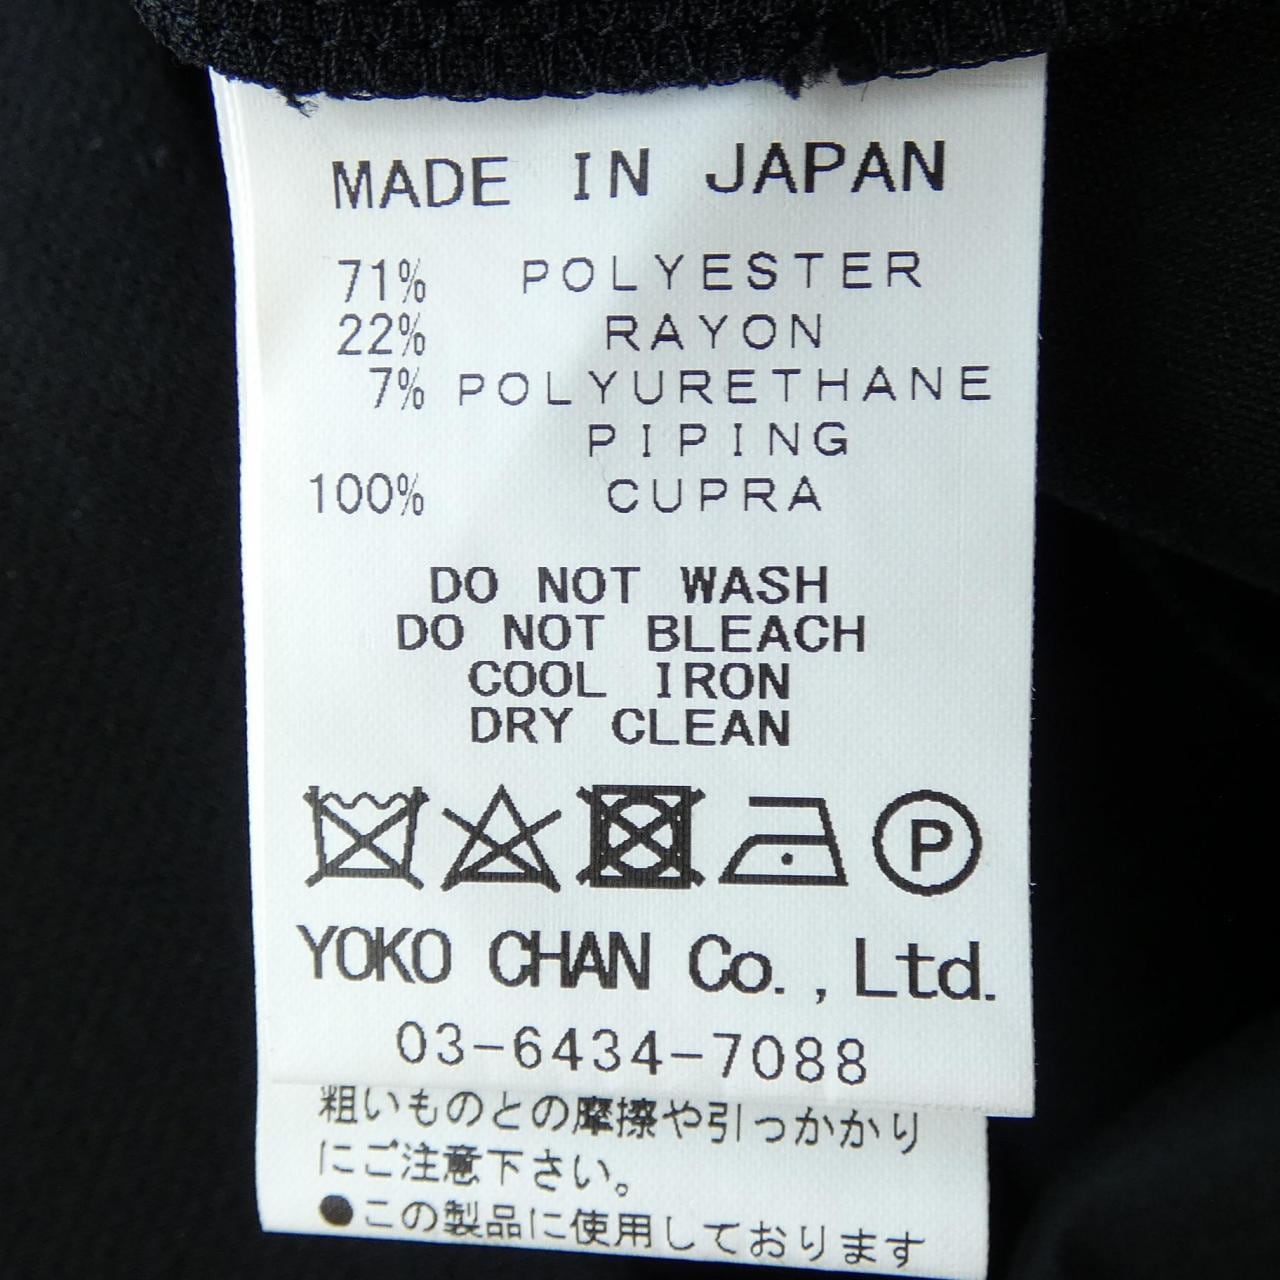 MADE IN JAPAN
71% POLYESTER
22% RAYON
7% POLYURETHANE
PIPING
100% CUPRA
DO NOT WASH
DO NOT BLEACH
COOL IRON
DRY CLEAN
P
YOKO CHAN Co., Ltd.
03-6434-7088
粗いものとの摩擦や引っかかり
にご注意下さい。
●この製品に使用しております